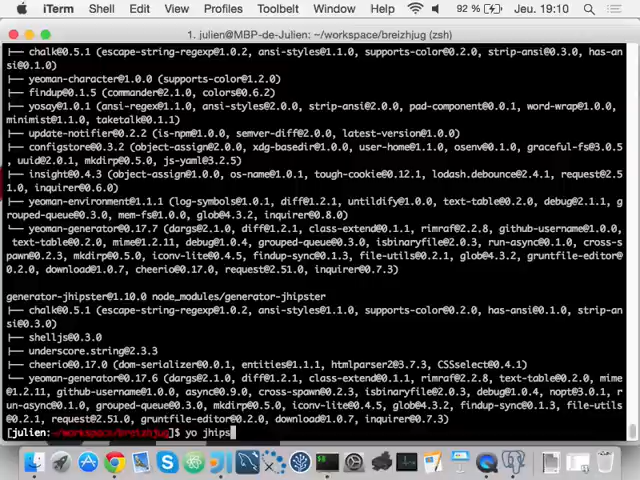 iTerm Shell Edit View Profiles Toolbelt Window Help 92 % Jeu. 19:10
1. julien@MBP-de-Julien: ~/workspace/breizhjug (zsh)
├── chalk@0.5.1 (escape-string-regexp@1.0.2, ansi-styles@1.1.0, supports-color@0.2.0, strip-ansi@0.3.0, has-an
si@0.1.0)
├── yeoman-character@1.0.0 (supports-color@1.2.0)
├── findup@0.1.5 (commander@2.1.0, colors@0.6.2)
├── yosay@1.0.1 (ansi-regex@1.1.0, ansi-styles@2.0.0, strip-ansi@2.0.0, pad-component@0.0.1, word-wrap@1.0.0,
minimist@1.1.0, taketalk@0.1.1)
├── update-notifier@0.2.2 (is-npm@1.0.0, semver-diff@2.0.0, latest-version@1.0.0)
├── configstore@0.3.2 (object-assign@2.0.0, xdg-basedir@1.0.0, user-home@1.1.0, osenv@0.1.0, graceful-fs@3.0.5
, uuid@2.0.1, mkdirp@0.5.0, js-yaml@3.2.5)
├── insight@0.4.3 (object-assign@1.0.0, os-name@1.0.1, tough-cookie@0.12.1, lodash.debounce@2.4.1, request@2.5
1.0, inquirer@0.6.0)
├── yeoman-environment@1.1.1 (log-symbols@1.0.1, diff@1.2.1, untildify@1.0.0, text-table@0.2.0, debug@2.1.1, g
rouped-queue@0.3.0, mem-fs@1.0.0, glob@4.3.2, inquirer@0.8.0)
└── yeoman-generator@0.17.7 (dargs@2.1.0, diff@1.2.1, class-extend@0.1.1, rimraf@2.2.8, github-username@1.0.0,
text-table@0.2.0, mime@1.2.11, debug@1.0.4, grouped-queue@0.3.0, isbinaryfile@2.0.3, run-async@0.1.0, cross-s
pawn@0.2.3, mkdirp@0.5.0, iconv-lite@0.4.5, findup-sync@0.1.3, file-utils@0.2.1, glob@4.3.2, gruntfile-editor@
0.2.0, download@1.0.7, cheerio@0.17.0, request@2.51.0, inquirer@0.7.3)
generator-jhipster@1.10.0 node_modules/generator-jhipster
├── chalk@0.5.1 (escape-string-regexp@1.0.2, ansi-styles@1.1.0, supports-color@0.2.0, has-ansi@0.1.0, strip-an
si@0.3.0)
├── shelljs@0.3.0
├── underscore.string@2.3.3
├── cheerio@0.17.0 (dom-serializer@0.0.1, entities@1.1.1, htmlparser2@3.7.3, CSSselect@0.4.1)
└── yeoman-generator@0.17.6 (dargs@2.1.0, diff@1.2.1, class-extend@0.1.1, rimraf@2.2.8, text-table@0.2.0, mime
@1.2.11, github-username@1.0.0, async@0.9.0, cross-spawn@0.2.3, isbinaryfile@2.0.3, debug@1.0.4, nopt@3.0.1, r
un-async@0.1.0, grouped-queue@0.3.0, mkdirp@0.5.0, iconv-lite@0.4.5, glob@4.3.2, findup-sync@0.1.3, file-utils
@0.2.1, request@2.51.0, gruntfile-editor@0.2.0, download@1.0.7, inquirer@0.7.3)
[julien:~/workspace/breizhjug]$ yo jhips